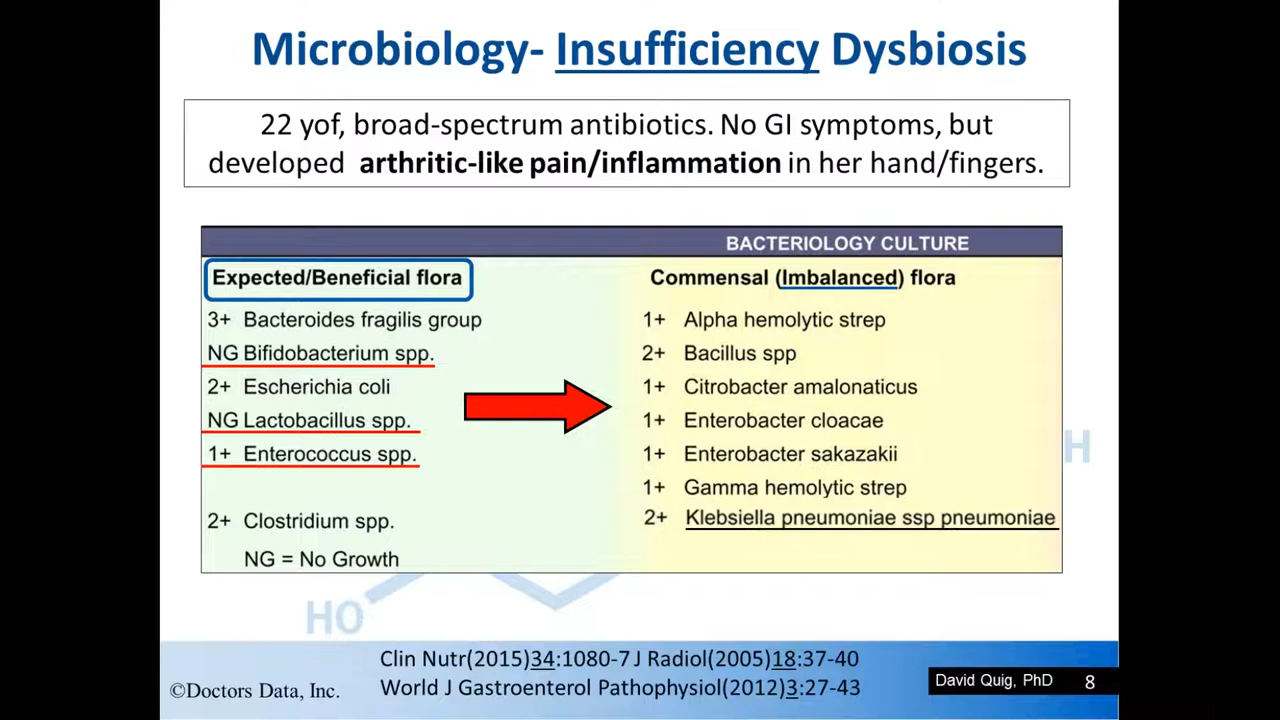 Microbiology- Insufficiency Dysbiosis
22 yof, broad-spectrum antibiotics. No GI symptoms, but
developed arthritic-like pain/inflammation in her hand/fingers.
BACTERIOLOGY CULTURE
Expected/Beneficial flora
3+ Bacteroides fragilis group
NG Bifidobacterium spp.
2+ Escherichia coli
NG Lactobacillus spp.
1+ Enterococcus spp.
2+ Clostridium spp.
NG = No Growth
Commensal (Imbalanced) flora
1+ Alpha hemolytic strep
2+ Bacillus spp
1+ Citrobacter amalonaticus
1+ Enterobacter cloacae
1+ Enterobacter sakazakii
1+ Gamma hemolytic strep
2+ Klebsiella pneumoniae ssp pneumoniae
H
HO
Clin Nutr(2015)34:1080-7 J Radiol(2005)18:37-40
World J Gastroenterol Pathophysiol(2012)3:27-43
©Doctors Data, Inc.
David Quig, PhD
8